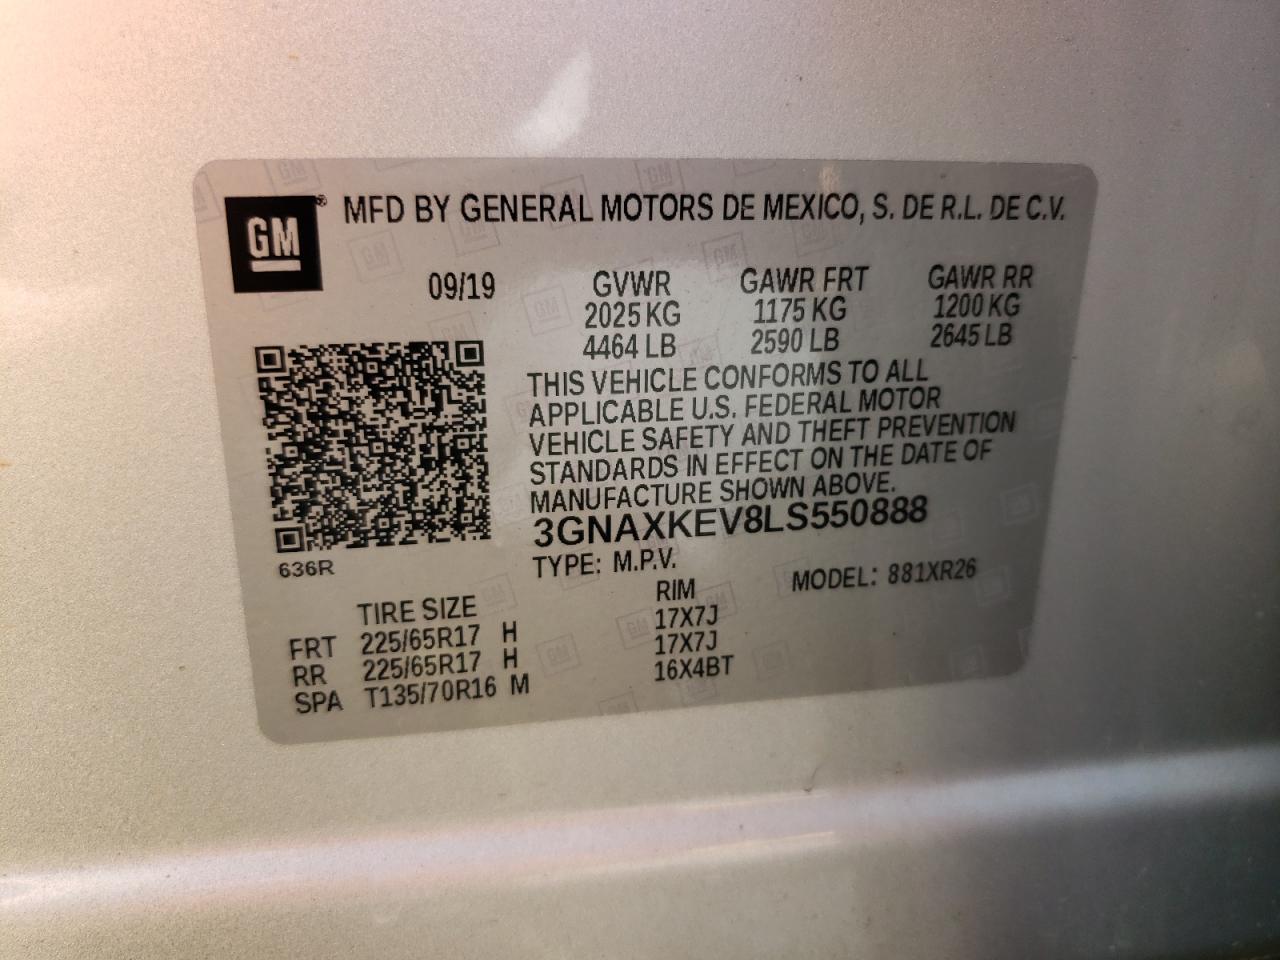 GM® MFD BY GENERAL MOTORS DE MEXICO, S. DE R.L. DE C.V.
09/19 GVWR GAWR FRT GAWR RR
2025 KG 1175 KG 1200 KG
4464 LB 2590 LB 2645 LB
THIS VEHICLE CONFORMS TO ALL
APPLICABLE U.S. FEDERAL MOTOR
VEHICLE SAFETY AND THEFT PREVENTION
STANDARDS IN EFFECT ON THE DATE OF
MANUFACTURE SHOWN ABOVE.
3GNAXKEV8LS550888
636R
TYPE: M.P.V. MODEL: 881XR26
TIRE SIZE RIM
FRT 225/65R17 H 17X7J
RR 225/65R17 H 17X7J
SPA T135/70R16 M 16X4BT